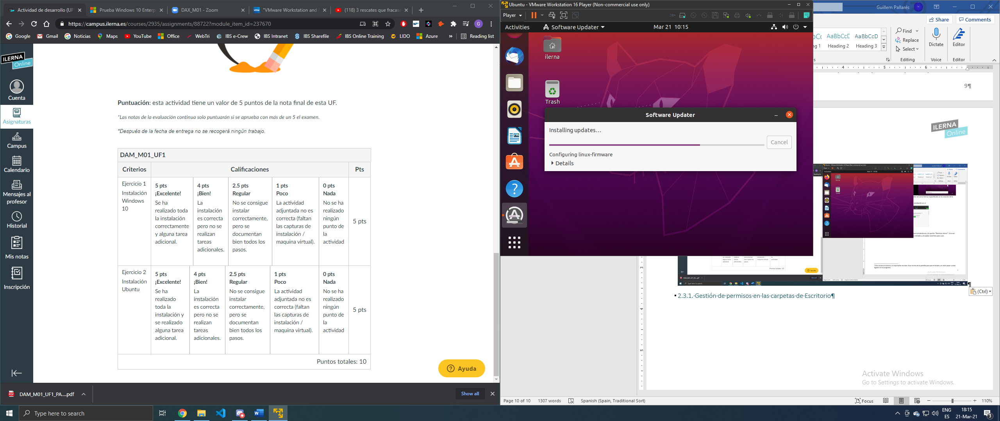 Actividad de desarrollo (UF
Prueba Windows 10 Enterp
DAX_M01 - Zoom
"VMware Workstation and
(118) 3 rescates que fracasa
https://campus.ilerna.es/courses/2935/assignments/88722?module_item_id=237670
Google
Gmail
Noticias
Maps
YouTube
Office
WebTri
IBS e-Crew
IBS Intranet
IBS Sharefile
IBS Online Training
LIDO
Azure
»
Reading list
ILERNA
Online
Cuenta
Asignaturas
Campus
Calendario
Mensajes al
profesor
Historial
Mis notas
Inscripción
Puntuación: esta actividad tiene un valor de 5 puntos de la nota final de esta UF.
*Las notas de la evaluación continua solo puntuarán si se aprueba con más de un 5 el examen.
*Después de la fecha de entrega no se recogerá ningún trabajo.
DAM_M01_UF1
Criterios
Calificaciones
Pts
Ejercicio 1
Instalación
Windows
10
5 pts
¡Excelente!
Se ha
realizado toda
la instalación
correctamente
y alguna tarea
adicional.
4 pts
¡Bien!
La
instalación
es correcta
pero no se
realizan
tareas
adicionales.
2.5 pts
Regular
No se consigue
instalar
correctamente,
pero se
documentan
bien todos los
pasos.
1 pts
Poco
La actividad
adjuntada no es
correcta (faltan
las capturas de
instalación /
maquina virtual).
0 pts
Nada
No se ha
realizado
ningún
punto de
la
actividad
5 pts
Ejercicio 2
Instalación
Ubuntu
5 pts
¡Excelente!
Se ha
realizado
toda la
instalación y
se realizado
alguna tarea
adicional.
4 pts
¡Bien!
La
instalación
es correcta
pero no se
realizan
tareas
adicionales.
2.5 pts
Regular
No se consigue
instalar
correctamente,
pero se
documentan
bien todos los
pasos.
1 pts
Poco
La actividad
adjuntada no es
correcta (faltan
las capturas de
instalación /
maquina virtual).
0 pts
Nada
No se ha
realizado
ningún
punto de
la
actividad
5 pts
Puntos totales: 10
Ayuda
DAM_M01_UF1_PA....pdf
Show all
Ubuntu - VMware Workstation 16 Player (Non-commercial use only)
Player
Activities
Software Updater
Mar 21 10:15
ilerna
Trash
Software Updater
Installing updates…
Cancel
Configuring linux-firmware
Details
Guillem Pallarés
Share
Comments
AaBbCcD
AaBbCcD
g 1
Heading 2
Heading 3
Find
Replace
Select
Editing
Dictate
Voice
Editor
Editor
4
5
6
9¶
ILERNA
Online
¶
(Ctrl)
2.3.1.·Gestión·de·permisos·en·las·carpetas·de·Escritorio¶
3
4
5
Activate Windows
Go to Settings to activate Windows.
Page 10 of 10
1307 words
Spanish (Spain, Traditional Sort)
Focus
110%
Type here to search
ENG
ES
18:15
21-Mar-21
3